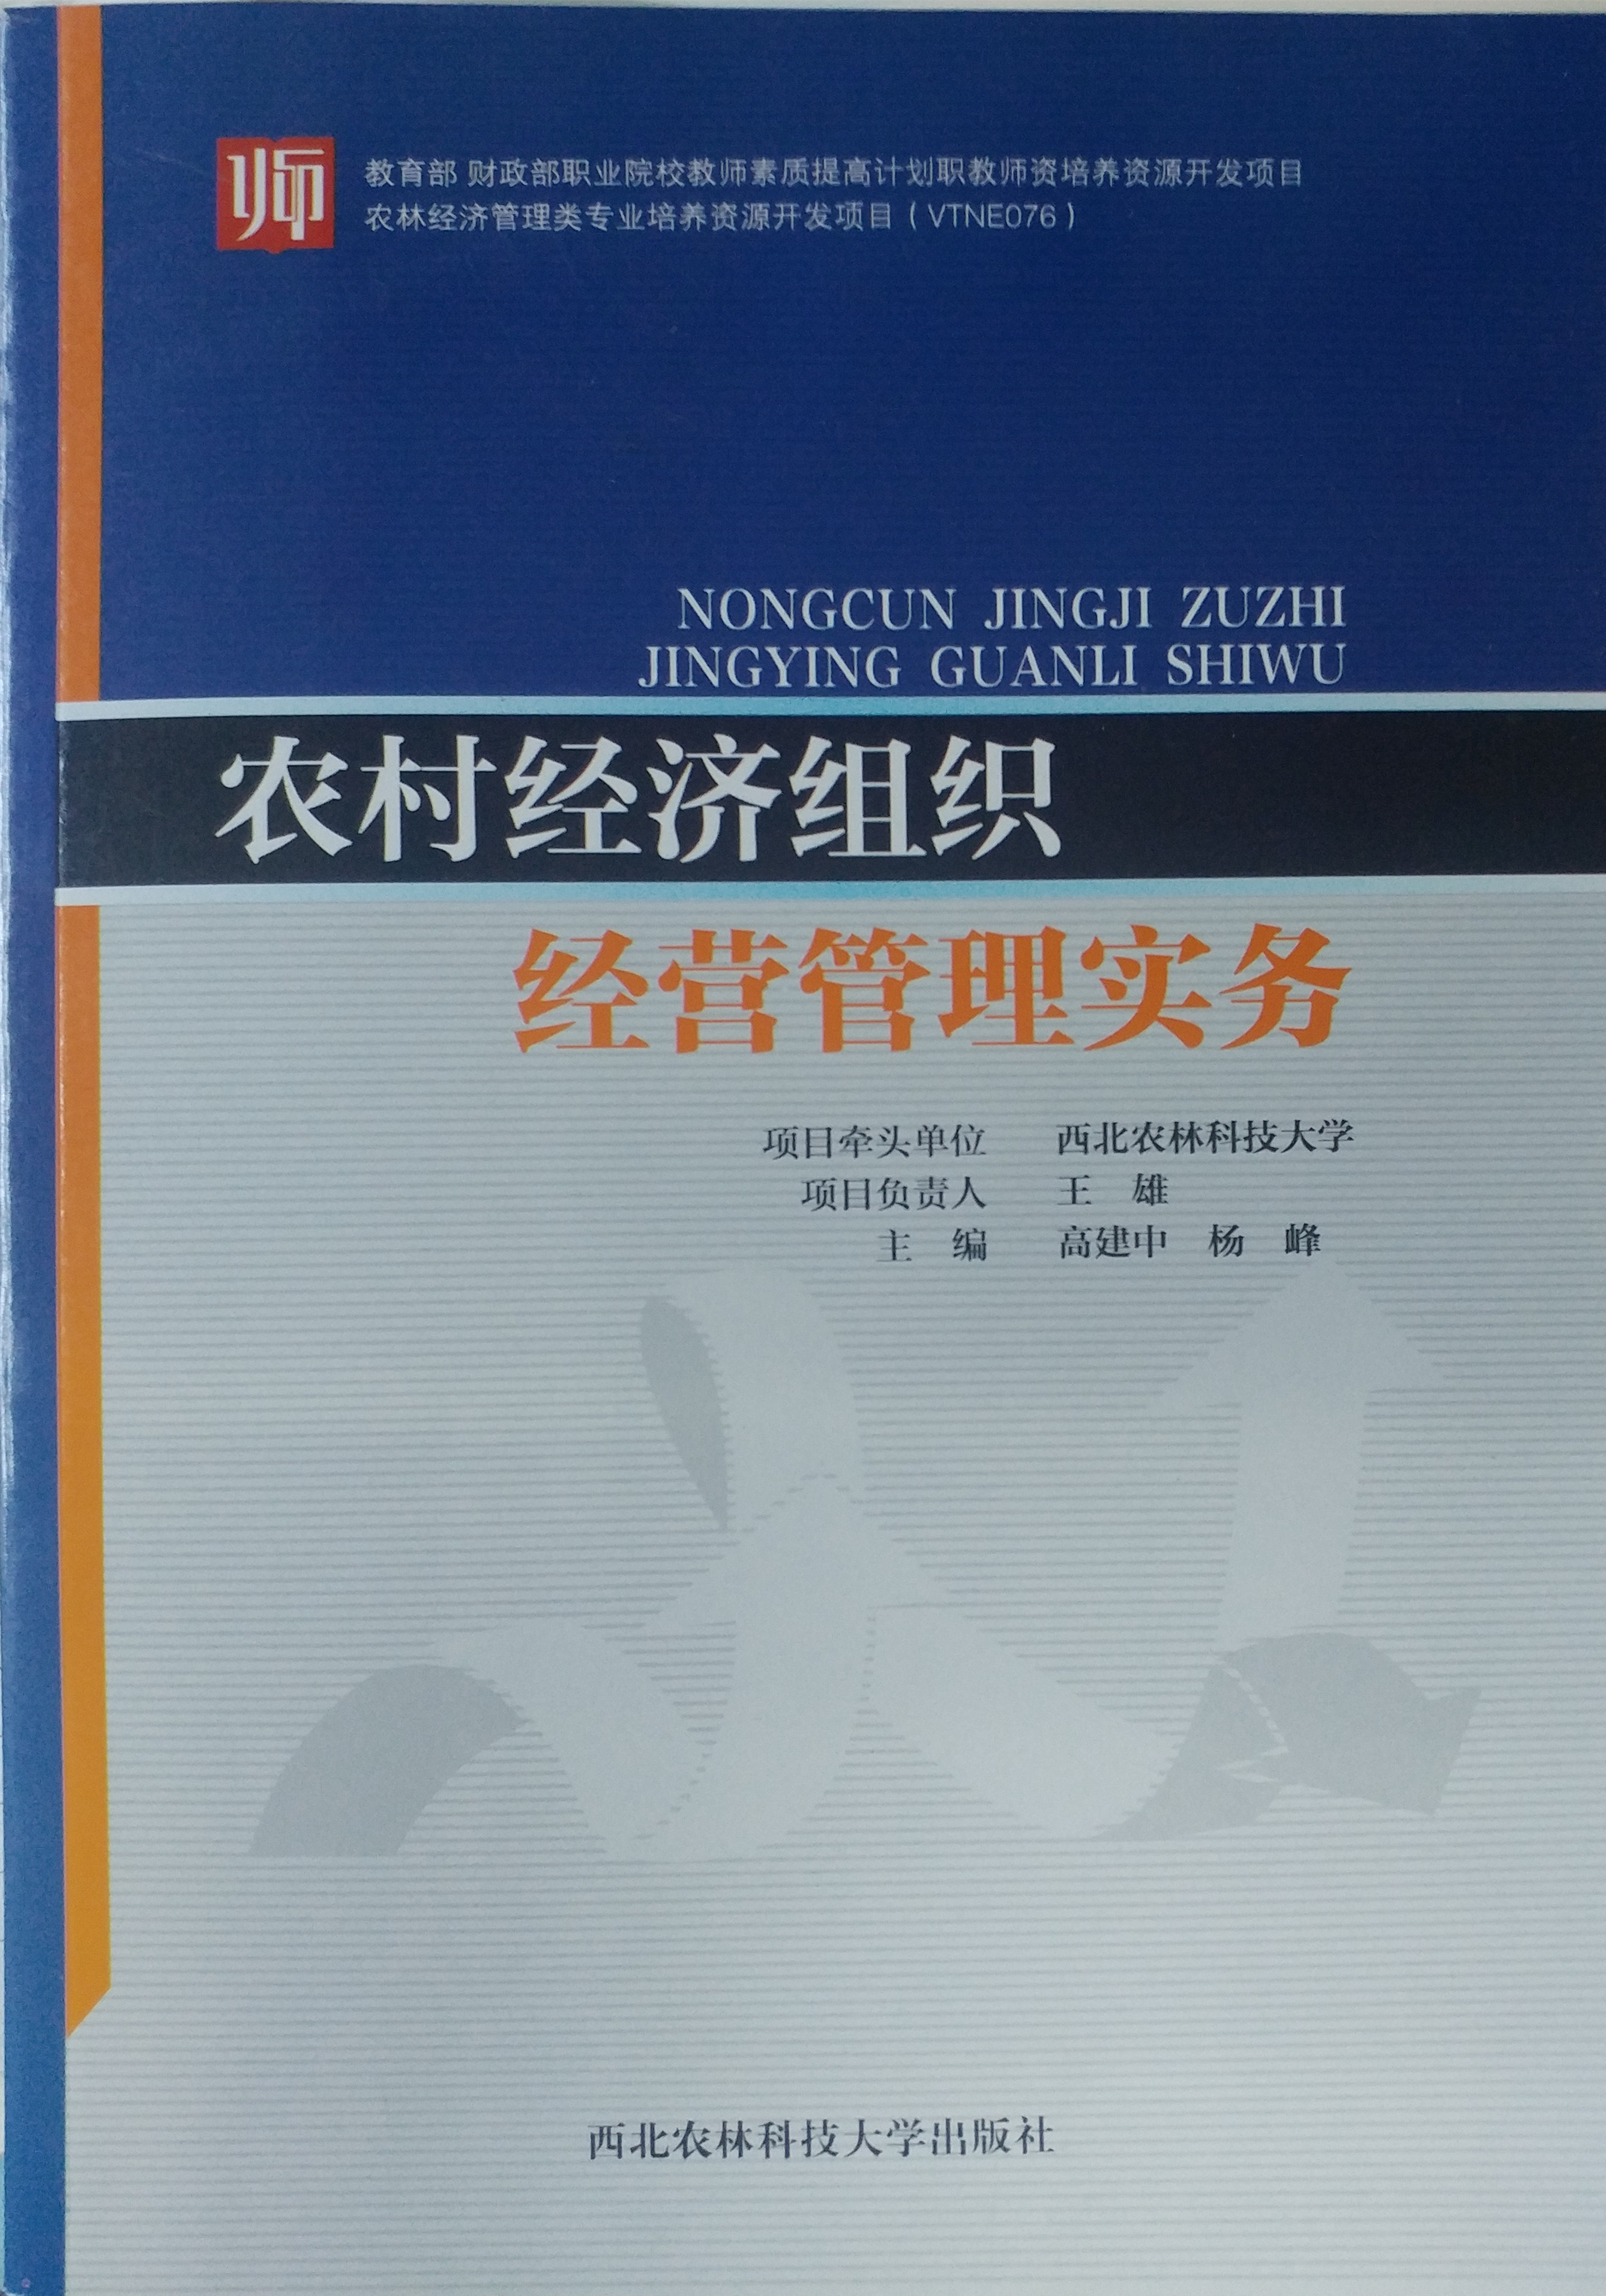 师
教育部 财政部职业院校教师素质提高计划职教师资培养资源开发项目
农林经济管理类专业培养资源开发项目（VTNE076）
NONGCUN JINGJI ZUZHI
JINGYING GUANLI SHIWU
农村经济组织
经营管理实务
项目牵头单位 西北农林科技大学
项目负责人 王 雄
主 编 高建中 杨 峰
西北农林科技大学出版社